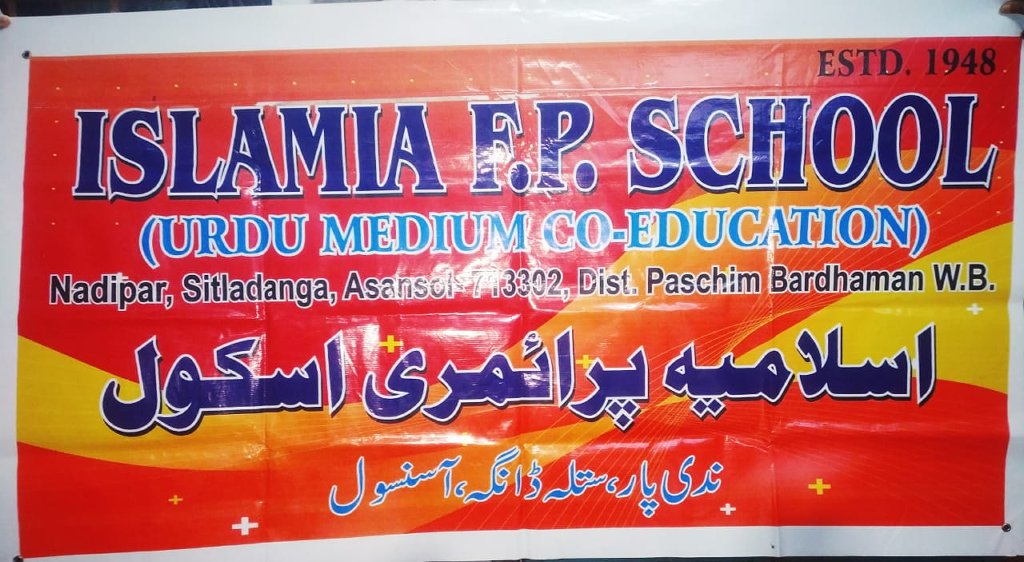 ESTD. 1948
ISLAMIA F.P. SCHOOL
(URDU MEDIUM CO-EDUCATION)
Nadipar, Sitladanga, Asansol- 713302, Dist. Paschim Bardhaman W.B.
اسلامیہ پرائمری اسکول
ندی پار، ستلہ ڈانگہ، آسنسول